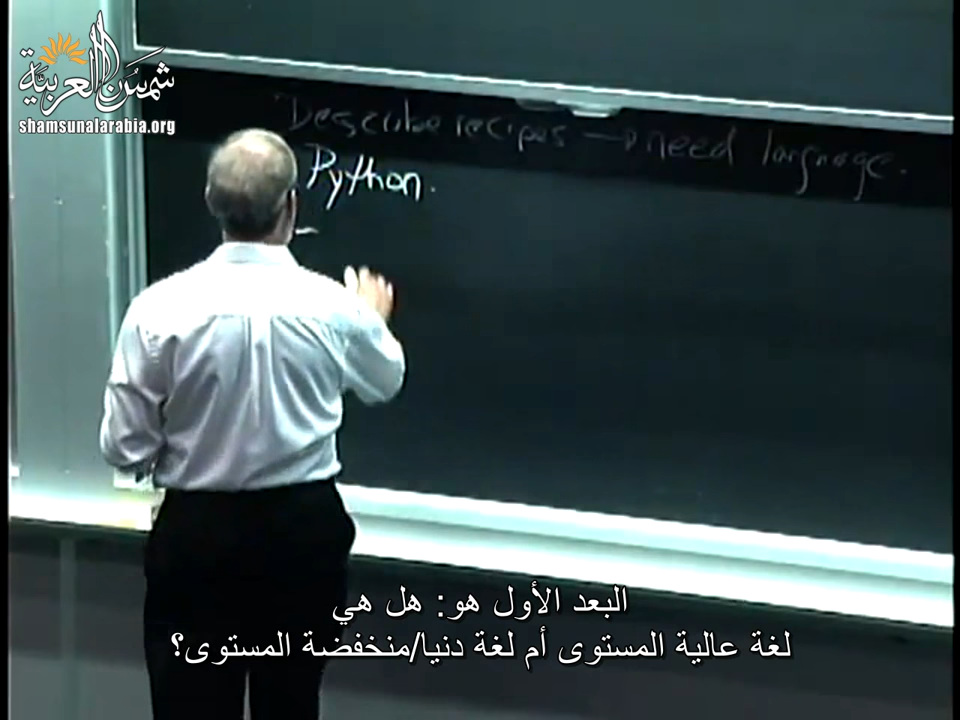 شمس العربية
shamsunalarabia.org
Describe recipes → need language.
Python.
البعد الأول هو: هل هي
لغة عالية المستوى أم لغة دنيا/منخفضة المستوى؟